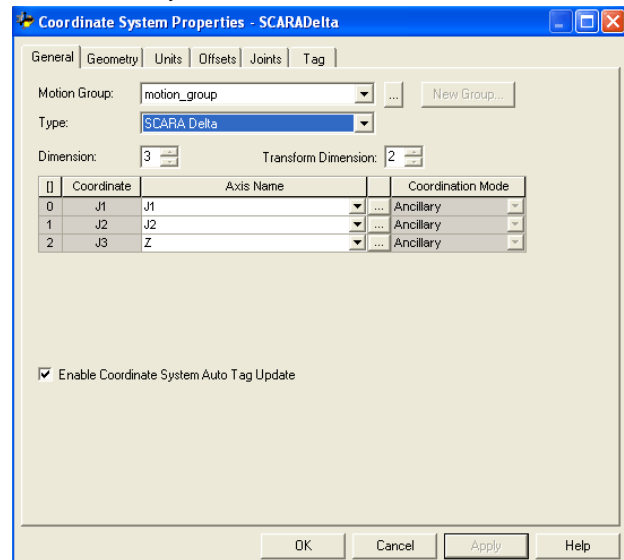 Coordinate System Properties - SCARADelta
General Geometry Units Offsets Joints Tag
Motion Group: motion_group ... New Group...
Type: SCARA Delta
Dimension: 3 Transform Dimension: 2
[] Coordinate Axis Name Coordination Mode
0 J1 J1 ... Ancillary
1 J2 J2 ... Ancillary
2 J3 Z ... Ancillary
Enable Coordinate System Auto Tag Update
OK Cancel Apply Help